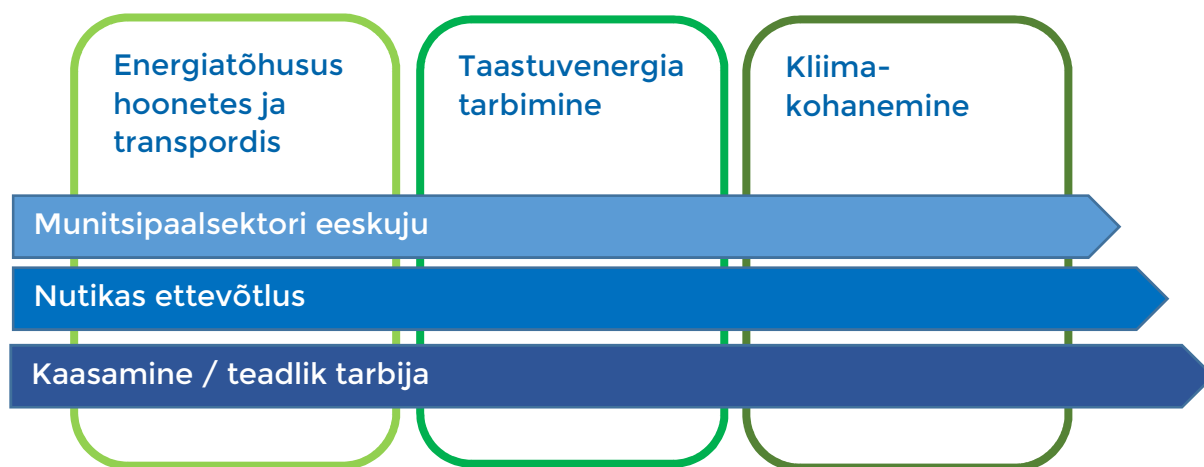 Energiatõhusus
hoonetes ja
transpordis
Taastuvenergia
tarbimine
Kliima-
kohanemine
Munitsipaalsektori eeskuju
Nutikas ettevõtlus
Kaasamine / teadlik tarbija